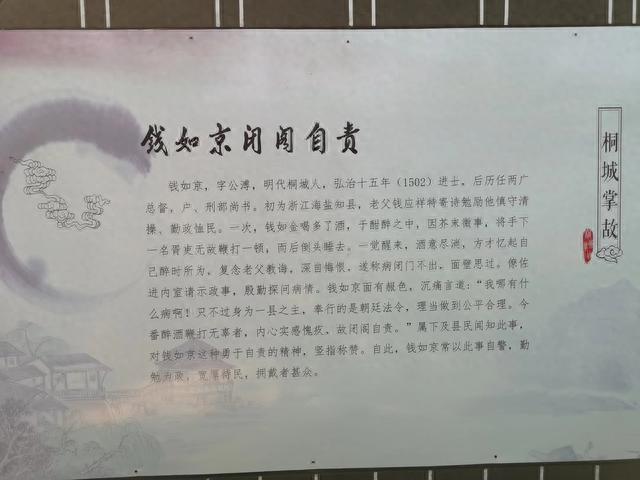 钱如京闭阁自责
桐城掌故
钱如京，字公溥，明代桐城人，弘治十五年（1502）进士，后历任两广
总督，户、刑部尚书。初为浙江海盐知县，老父钱应祥特寄诗勉励他慎守清
操、勤政恤民。一次，钱如金喝多了酒，于酣醉之中，因芥末微事，将手下
一名胥吏无故鞭打一顿，而后倒头睡去。一觉醒来，酒意尽消，方才忆起自
己醉时所为，复念老父教诲，深自悔恨，遂称病闭门不出，面壁思过。僚佐
进内室请示政事，殷勤探问病情。钱如京面有赧色，沉痛言道：“我哪有什
么病啊！只不过身为一县之主，奉行的是朝廷法令，理当做到公平合理。今
番醉酒鞭打无辜者，内心实感愧疚，故闭阁自责。”属下及县民闻知此事，
对钱如京这种勇于自责的精神，竖指称赞。自此，钱如京常以此事自警，勤
勉为政，宽厚待民，拥戴者甚众。